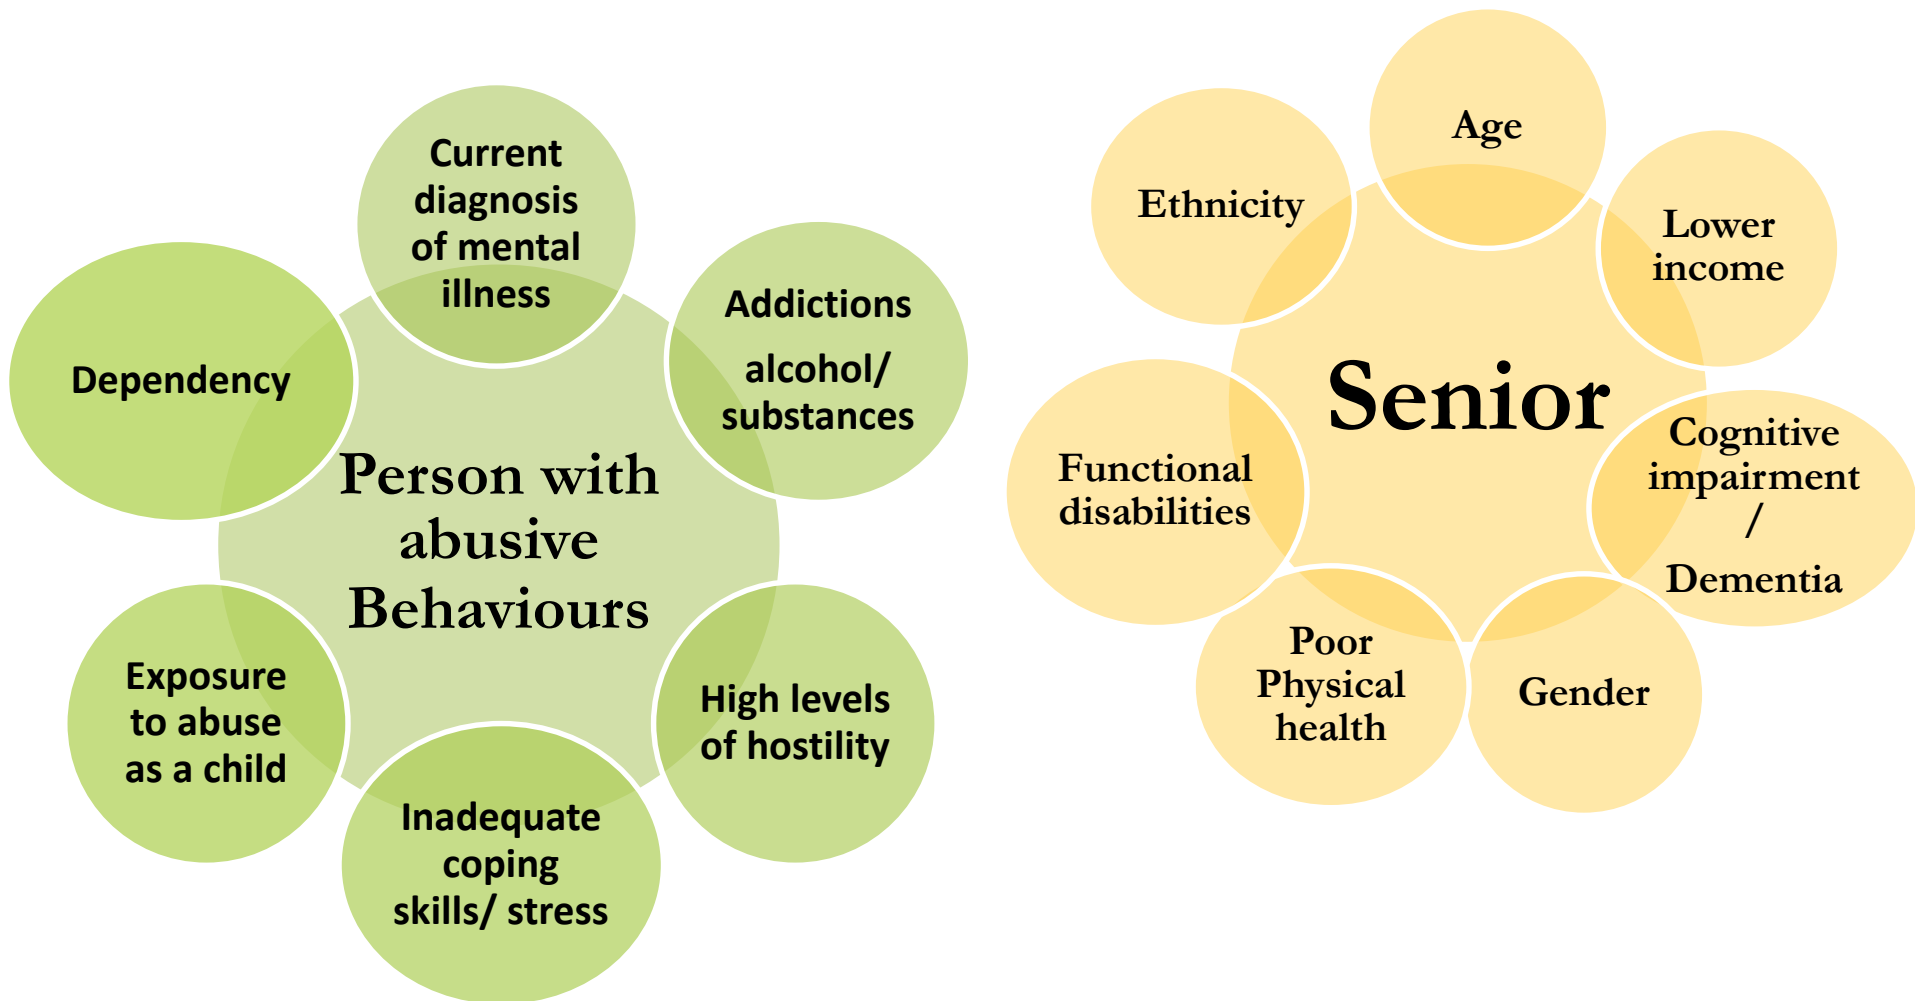 Current
diagnosis
of mental
illness
Addictions
alcohol/
substances
Dependency
Person with
abusive
Behaviours
Exposure
to abuse
as a child
High levels
of hostility
Inadequate
coping
skills/ stress
Age
Ethnicity
Lower
income
Senior
Functional
disabilities
Cognitive
impairment
/
Dementia
Poor
Physical
health
Gender